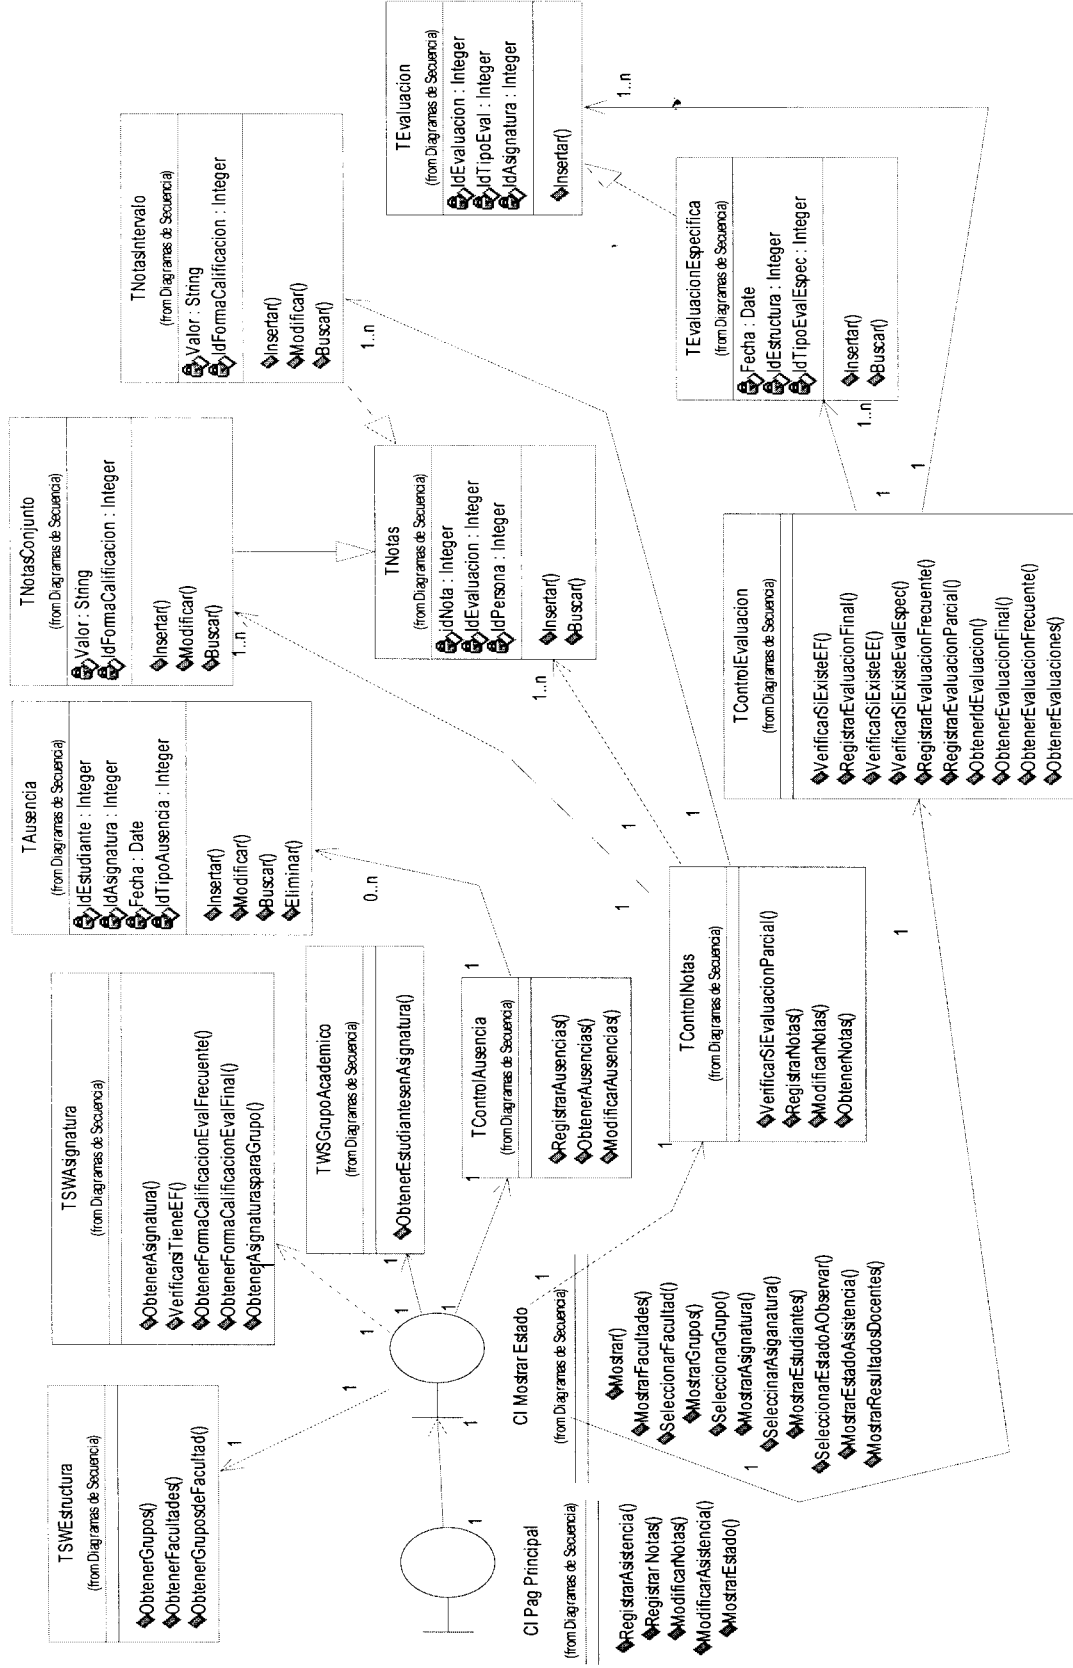 TSWEstructura
(from Diagramas de Secuencia)
ObtenerGrupos()
ObtenerFacultades()
ObtenerGruposdeFacultad()
TSWAsignatura
(from Diagramas de Secuencia)
ObtenerAsignatura()
VerificarsiTieneEF()
ObtenerFormaCalificacionEvalFrecuente()
ObtenerFormaCalificacionEvalFinal()
ObtenerAsignaturasparaGrupo()
TWSGrupoAcademico
(from Diagramas de Secuencia)
ObtenerEstudiantesenAsignatura()
TAusencia
(from Diagramas de Secuencia)
IdEstudiante : Integer
IdAsignatura : Integer
Fecha : Date
IdTipoAusencia : Integer
Insertar()
Modificar()
Buscar()
Eliminar()
TNotasConjunto
(from Diagramas de Secuencia)
Valor : String
IdFormaCalificacion : Integer
Insertar()
Modificar()
Buscar()
TNotasIntervalo
(from Diagramas de Secuencia)
Valor : String
IdFormaCalificacion : Integer
Insertar()
Modificar()
Buscar()
TControlAusencia
(from Diagramas de Secuencia)
RegistrarAusencias()
ObtenerAusencias()
ModificarAusencias()
TNotas
(from Diagramas de Secuencia)
IdNota : Integer
IdEvaluacion : Integer
IdPersona : Integer
Insertar()
Buscar()
TEvaluacion
(from Diagramas de Secuencia)
IdEvaluacion : Integer
IdTipoEval : Integer
IdAsignatura : Integer
Insertar()
CI Pag Principal
(from Diagramas de Secuencia)
RegistrarAsistencia()
Registrar Notas()
ModificarNotas()
ModificarAsistencia()
MostrarEstado()
CI Mostrar Estado
(from Diagramas de Secuencia)
Mostrar()
MostrarFacultades()
SeleccionarFacultad()
MostrarGrupos()
SeleccionarGrupo()
MostrarAsignatura()
SeleccinarAsiganatura()
MostrarEstudiantes()
SeleccionarEstadoAObservar()
MostrarEstadoAsisitencia()
MostrarResultadosDocentes()
TControlNotas
(from Diagramas de Secuencia)
VerificarSiEvaluacionParcial()
RegistrarNotas()
ModificarNotas()
ObtenerNotas()
TControlEvaluacion
(from Diagramas de Secuencia)
VerificarSiExisteEF()
RegistrarEvaluacionFinal()
VerificarSiExisteEE()
VerificarSiExisteEvalEspec()
RegistrarEvaluacionFrecuente()
RegistrarEvaluacionParcial()
ObtenerIdEvaluacion()
ObtenerEvaluacionFinal()
ObtenerEvaluacionFrecuente()
ObtenerEvaluaciones()
TEvaluacionEspecifica
(from Diagramas de Secuencia)
Fecha : Date
IdEstructura : Integer
IdTipoEvalEspec : Integer
Insertar()
Buscar()
1
1
1
1
1
1
1
1
1
1
0..n
1
1
1
1..n
1
1..n
1
1..n
1
1
1
1..n
1
1..n